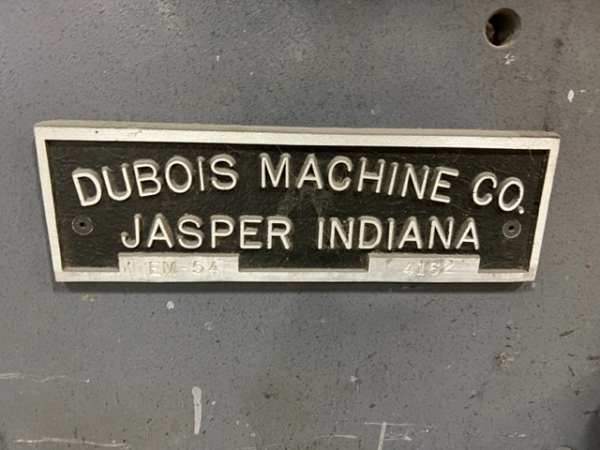 DUBOIS MACHINE CO.
JASPER INDIANA
EM-54 4162